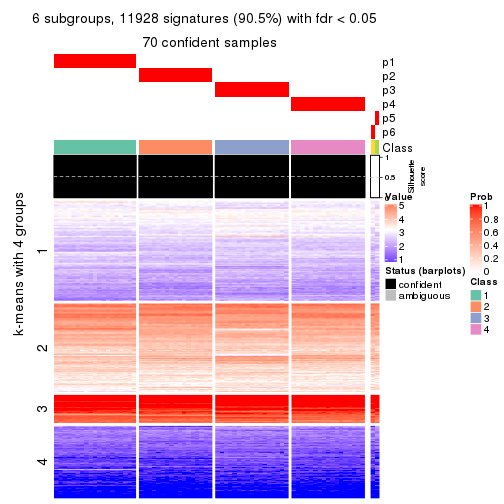 6 subgroups, 11928 signatures (90.5%) with fdr < 0.05
70 confident samples
p1
p2
p3
p4
p5
p6
Class
1
0.5
Silhouette
score
k-means with 4 groups
1
2
3
4
Value
5
4
3
2
1
Status (barplots)
confident
ambiguous
Prob
1
0.8
0.6
0.4
0.2
0
Class
1
2
3
4